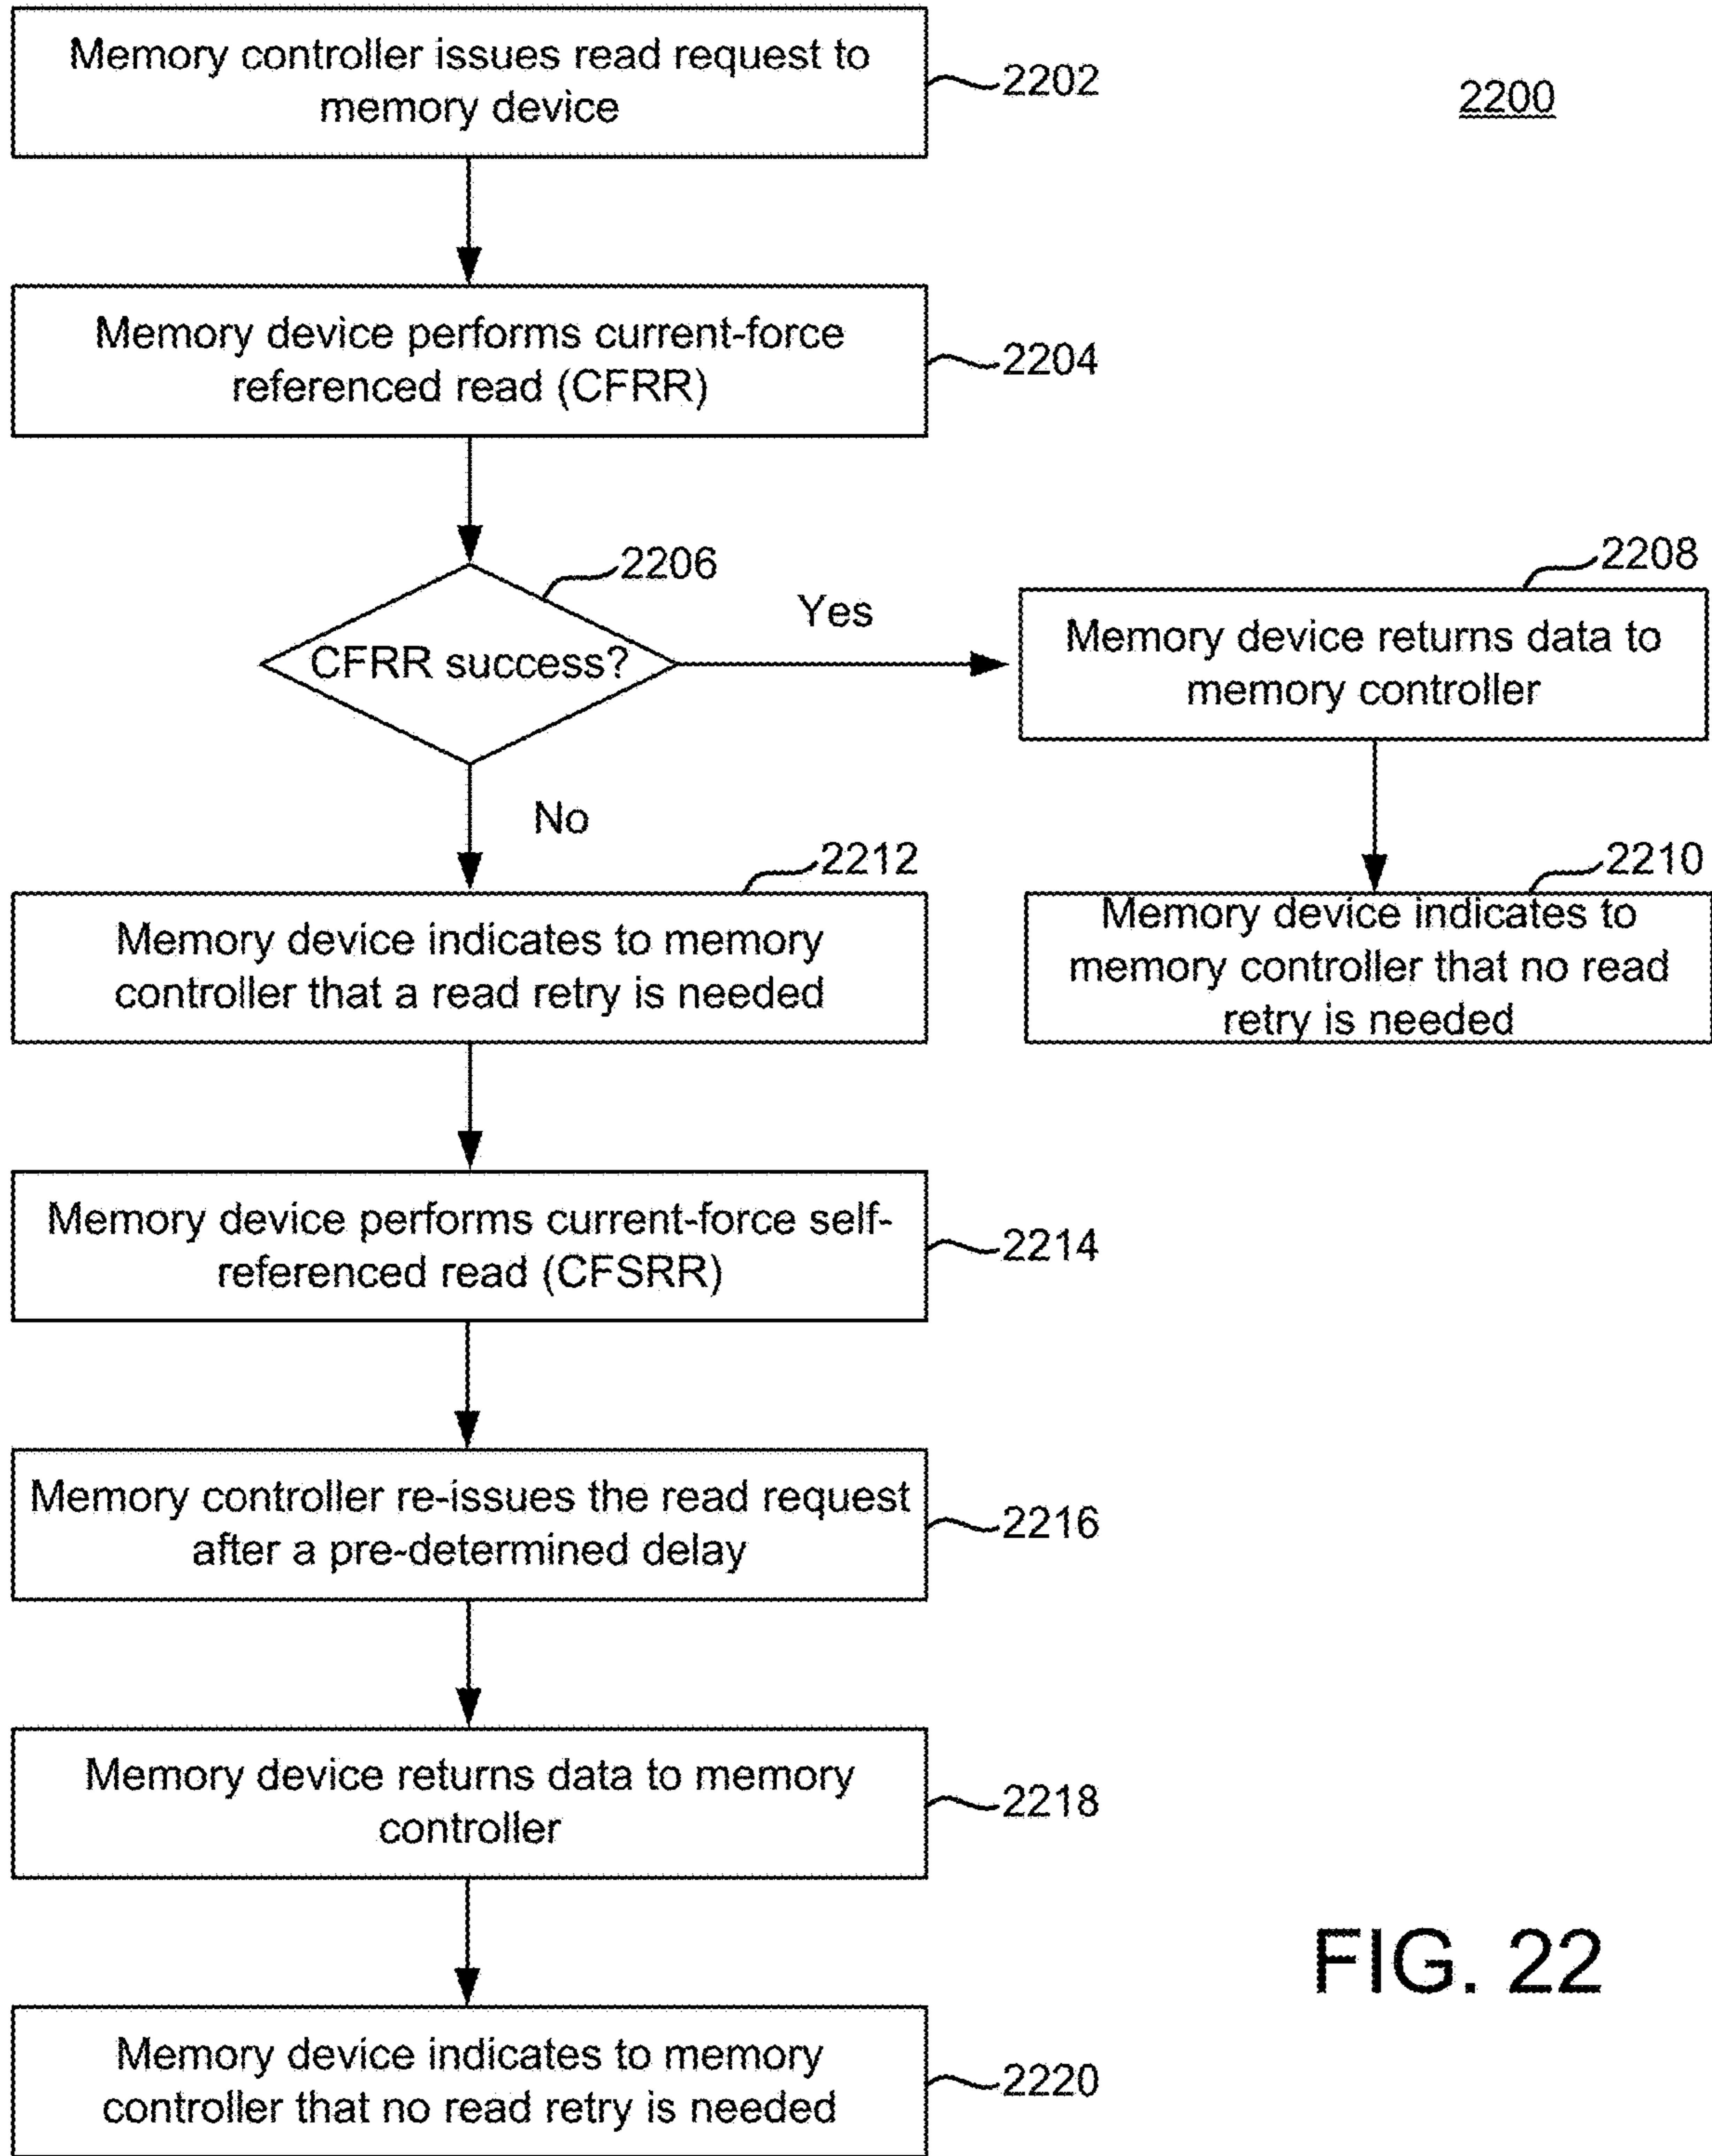 Memory controller issues read request to
memory device
2202
2200
Memory device performs current-force
referenced read (CFRR)
2204
2206
CFRR success?
Yes
2208
Memory device returns data to
memory controller
No
2212
Memory device indicates to memory
controller that a read retry is needed
2210
Memory device indicates to
memory controller that no read
retry is needed
Memory device performs current-force self-
referenced read (CFSRR)
2214
Memory controller re-issues the read request
after a pre-determined delay
2216
Memory device returns data to memory
controller
2218
Memory device indicates to memory
controller that no read retry is needed
2220
FIG. 22